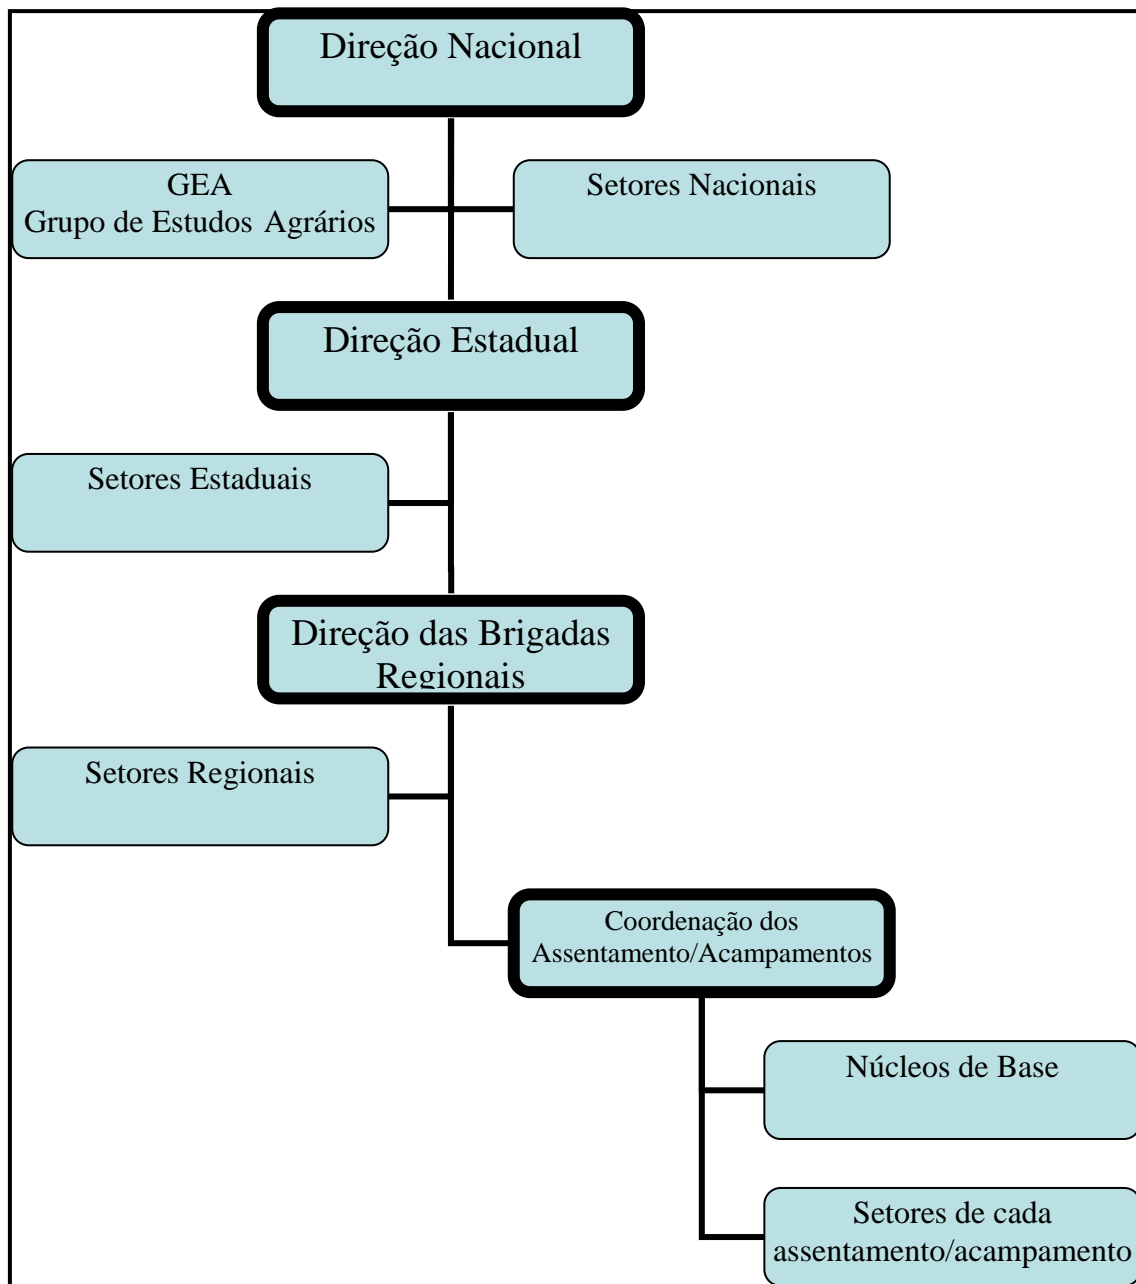 Direção Nacional
GEA
Grupo de Estudos Agrários
Setores Nacionais
Direção Estadual
Setores Estaduais
Direção das Brigadas
Regionais
Setores Regionais
Coordenação dos
Assentamento/Acampamentos
Núcleos de Base
Setores de cada
assentamento/acampamento